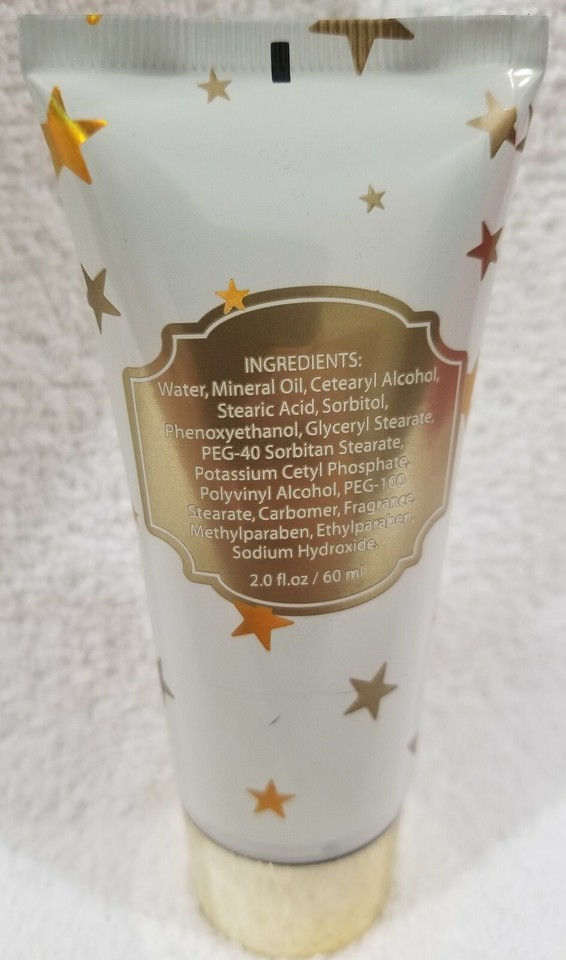 INGREDIENTS:
Water, Mineral Oil, Cetearyl Alcohol,
Stearic Acid, Sorbitol,
Phenoxyethanol, Glyceryl Stearate,
PEG-40 Sorbitan Stearate,
Potassium Cetyl Phosphate,
Polyvinyl Alcohol, PEG-100
Stearate, Carbomer, Fragrance,
Methylparaben, Ethylparaben,
Sodium Hydroxide.
2.0 fl.oz / 60 ml